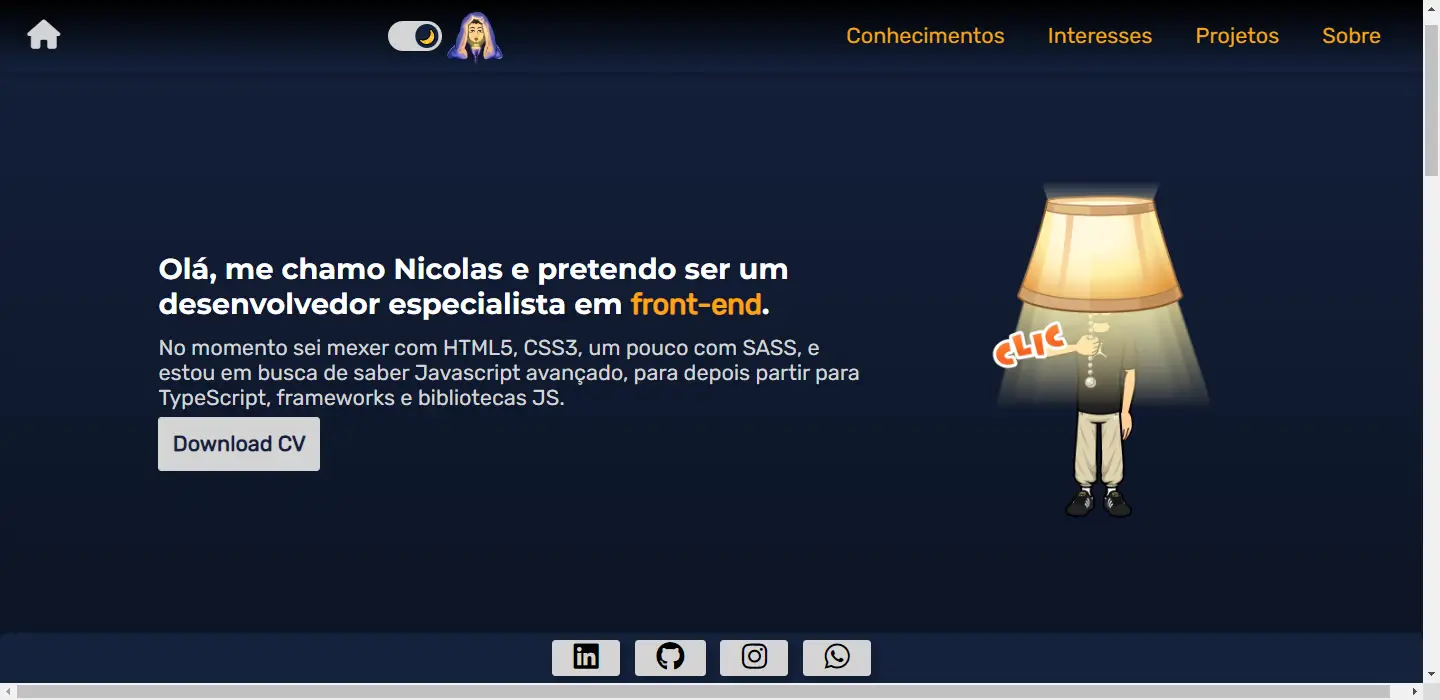 Conhecimentos Interesses Projetos Sobre
Olá, me chamo Nicolas e pretendo ser um
desenvolvedor especialista em front-end.
No momento sei mexer com HTML5, CSS3, um pouco com SASS, e
estou em busca de saber Javascript avançado, para depois partir para
TypeScript, frameworks e bibliotecas JS.
CLIC
Download CV